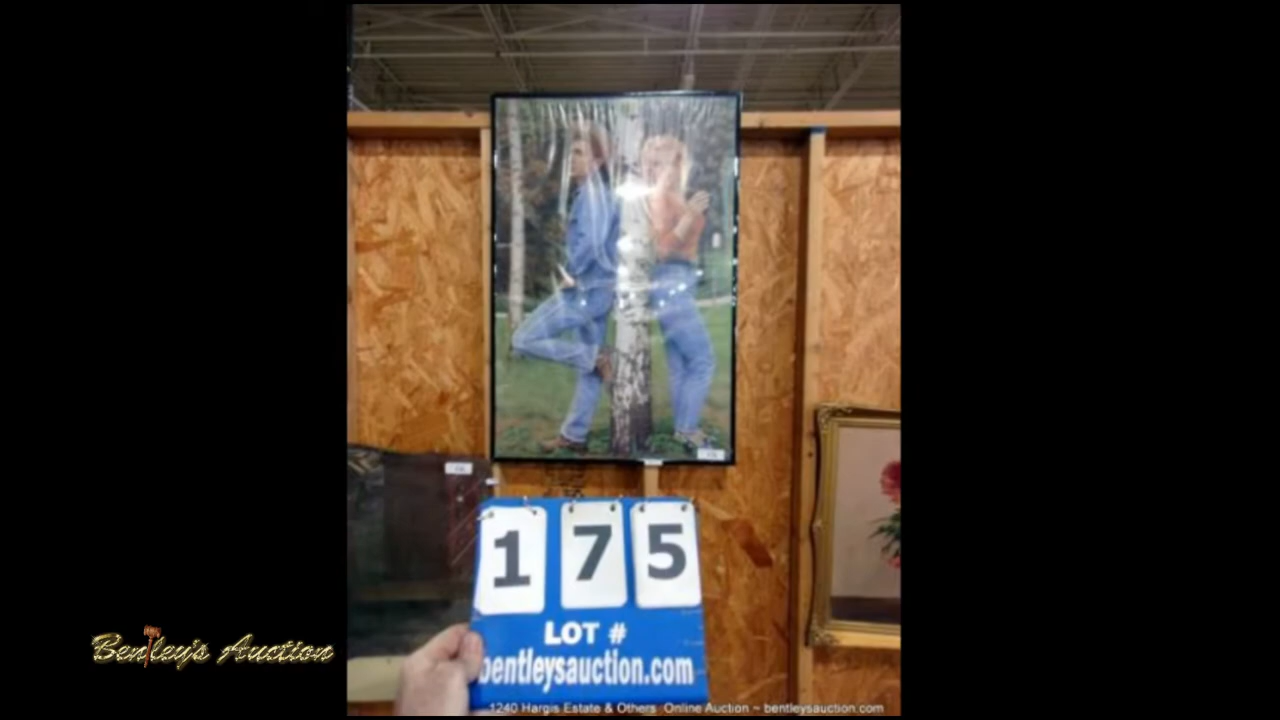 1 7 5
LOT #
bentleysauction.com
Bentley's Auction
1240 Hargis Estate & Others Online Auction ~ bentleysauction.com